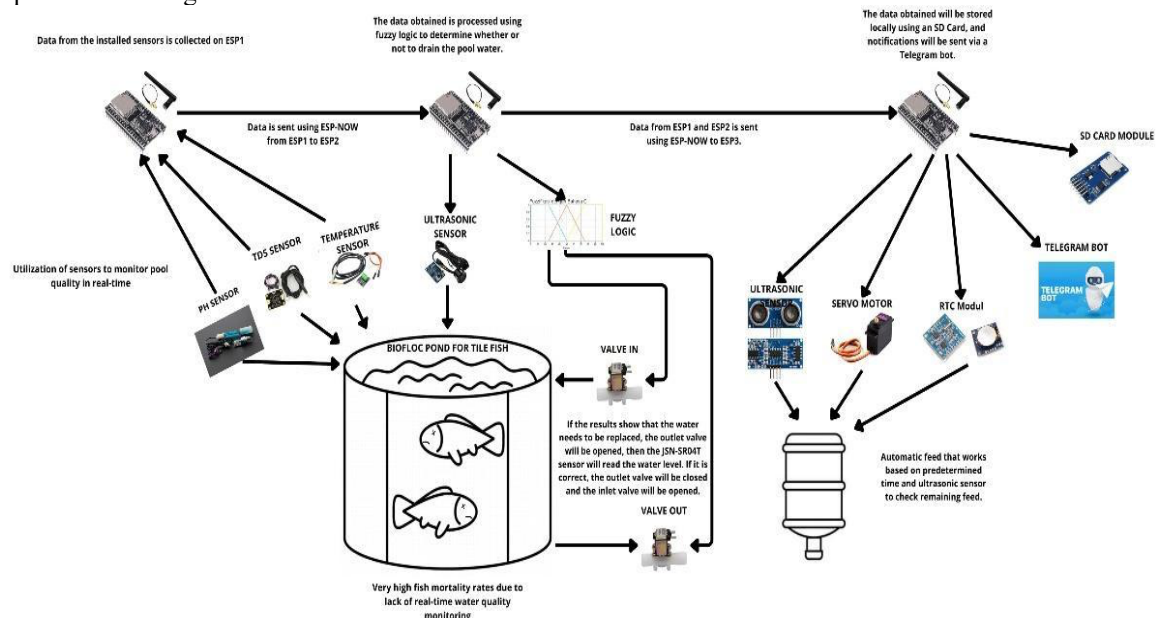 Data from the installed sensors is collected on ESP1
The data obtained is processed using
fuzzy logic to determine whether or
not to drain the pool water.
The data obtained will be stored
locally using an SD Card, and
notifications will be sent via a
Telegram bot.
Data is sent using ESP-NOW
from ESP1 to ESP2
Data from ESP1 and ESP2 is sent
using ESP-NOW to ESP3.
SD CARD MODULE
Utilization of sensors to monitor pool
quality in real-time
PH SENSOR
TDS SENSOR
TEMPERATURE
SENSOR
ULTRASONIC
SENSOR
FUZZY
LOGIC
TELEGRAM BOT
TELEGRAM
BOT
ULTRASONIC
SENSOR
SERVO MOTOR
RTC Modul
BIOFLOC POND FOR TILE FISH
VALVE IN
If the results show that the water
needs to be replaced, the outlet valve
will be opened, then the JSN-SR04T
sensor will read the water level. If it is
correct, the outlet valve will be closed
and the inlet valve will be opened.
VALVE OUT
Automatic feed that works
based on predetermined
time and ultrasonic sensor
to check remaining feed.
Very high fish mortality rates due to
lack of real-time water quality
monitoring